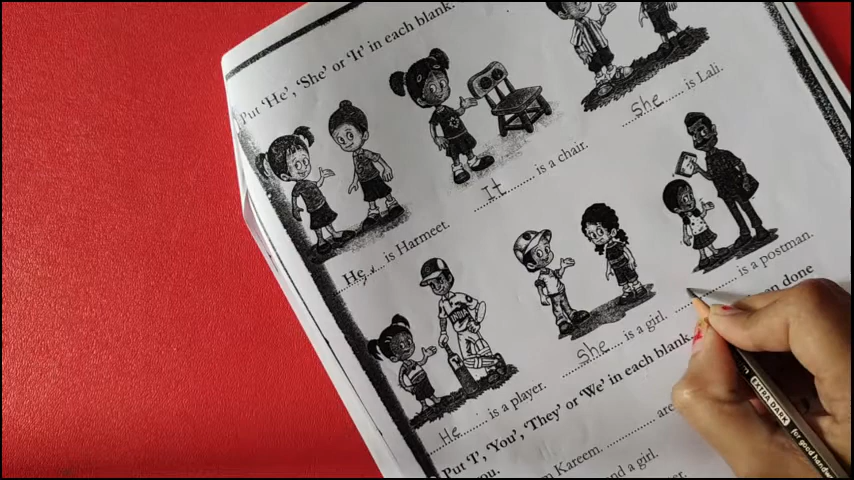 Put 'He', 'She' or 'It' in each blank.
He is Harmeet.
It is a chair.
She is Lali.
INDIA
He is a player.
She is a girl.
is a postman.
Put 'I', 'You', 'They' or 'We' in each blank.
done
you.
Kareem.
are
and a girl.
EXTRA DARK
for good